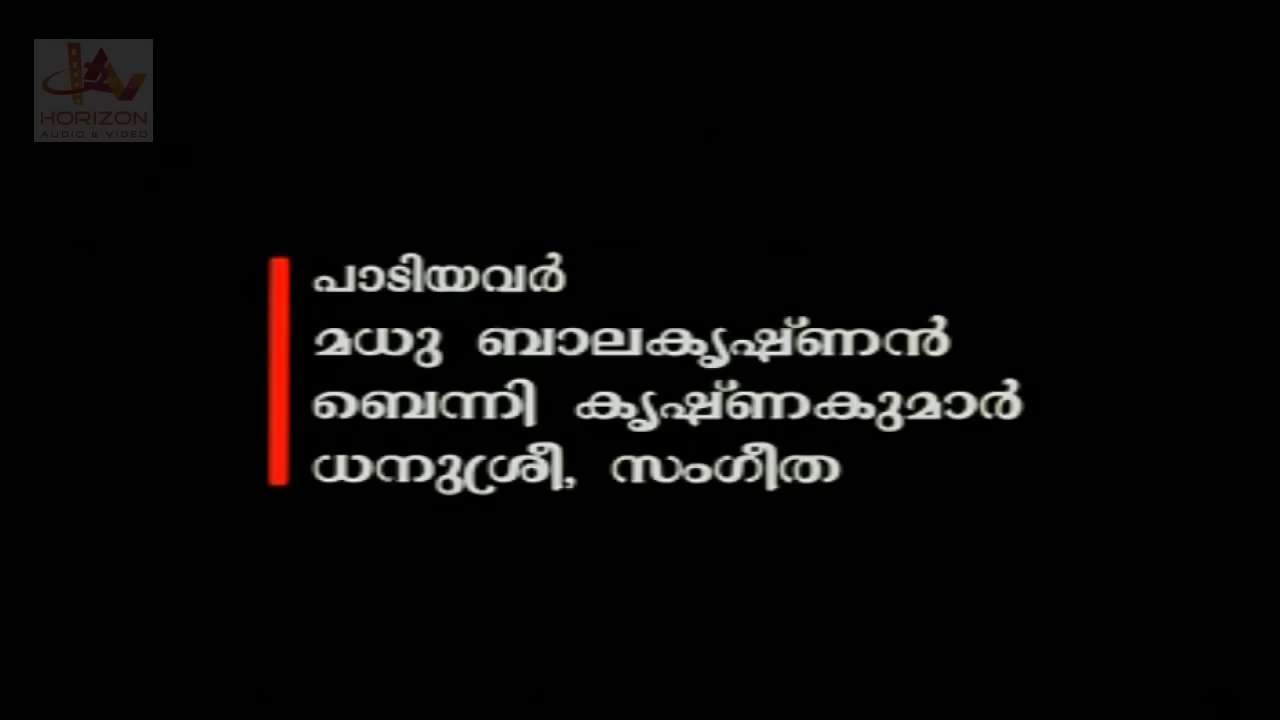 HORIZON
AUDIO & VIDEO
പാടിയവർ
മധു ബാലകൃഷ്ണൻ
ബെന്നി കൃഷ്ണകുമാർ
ധനുശ്രീ, സംഗീത